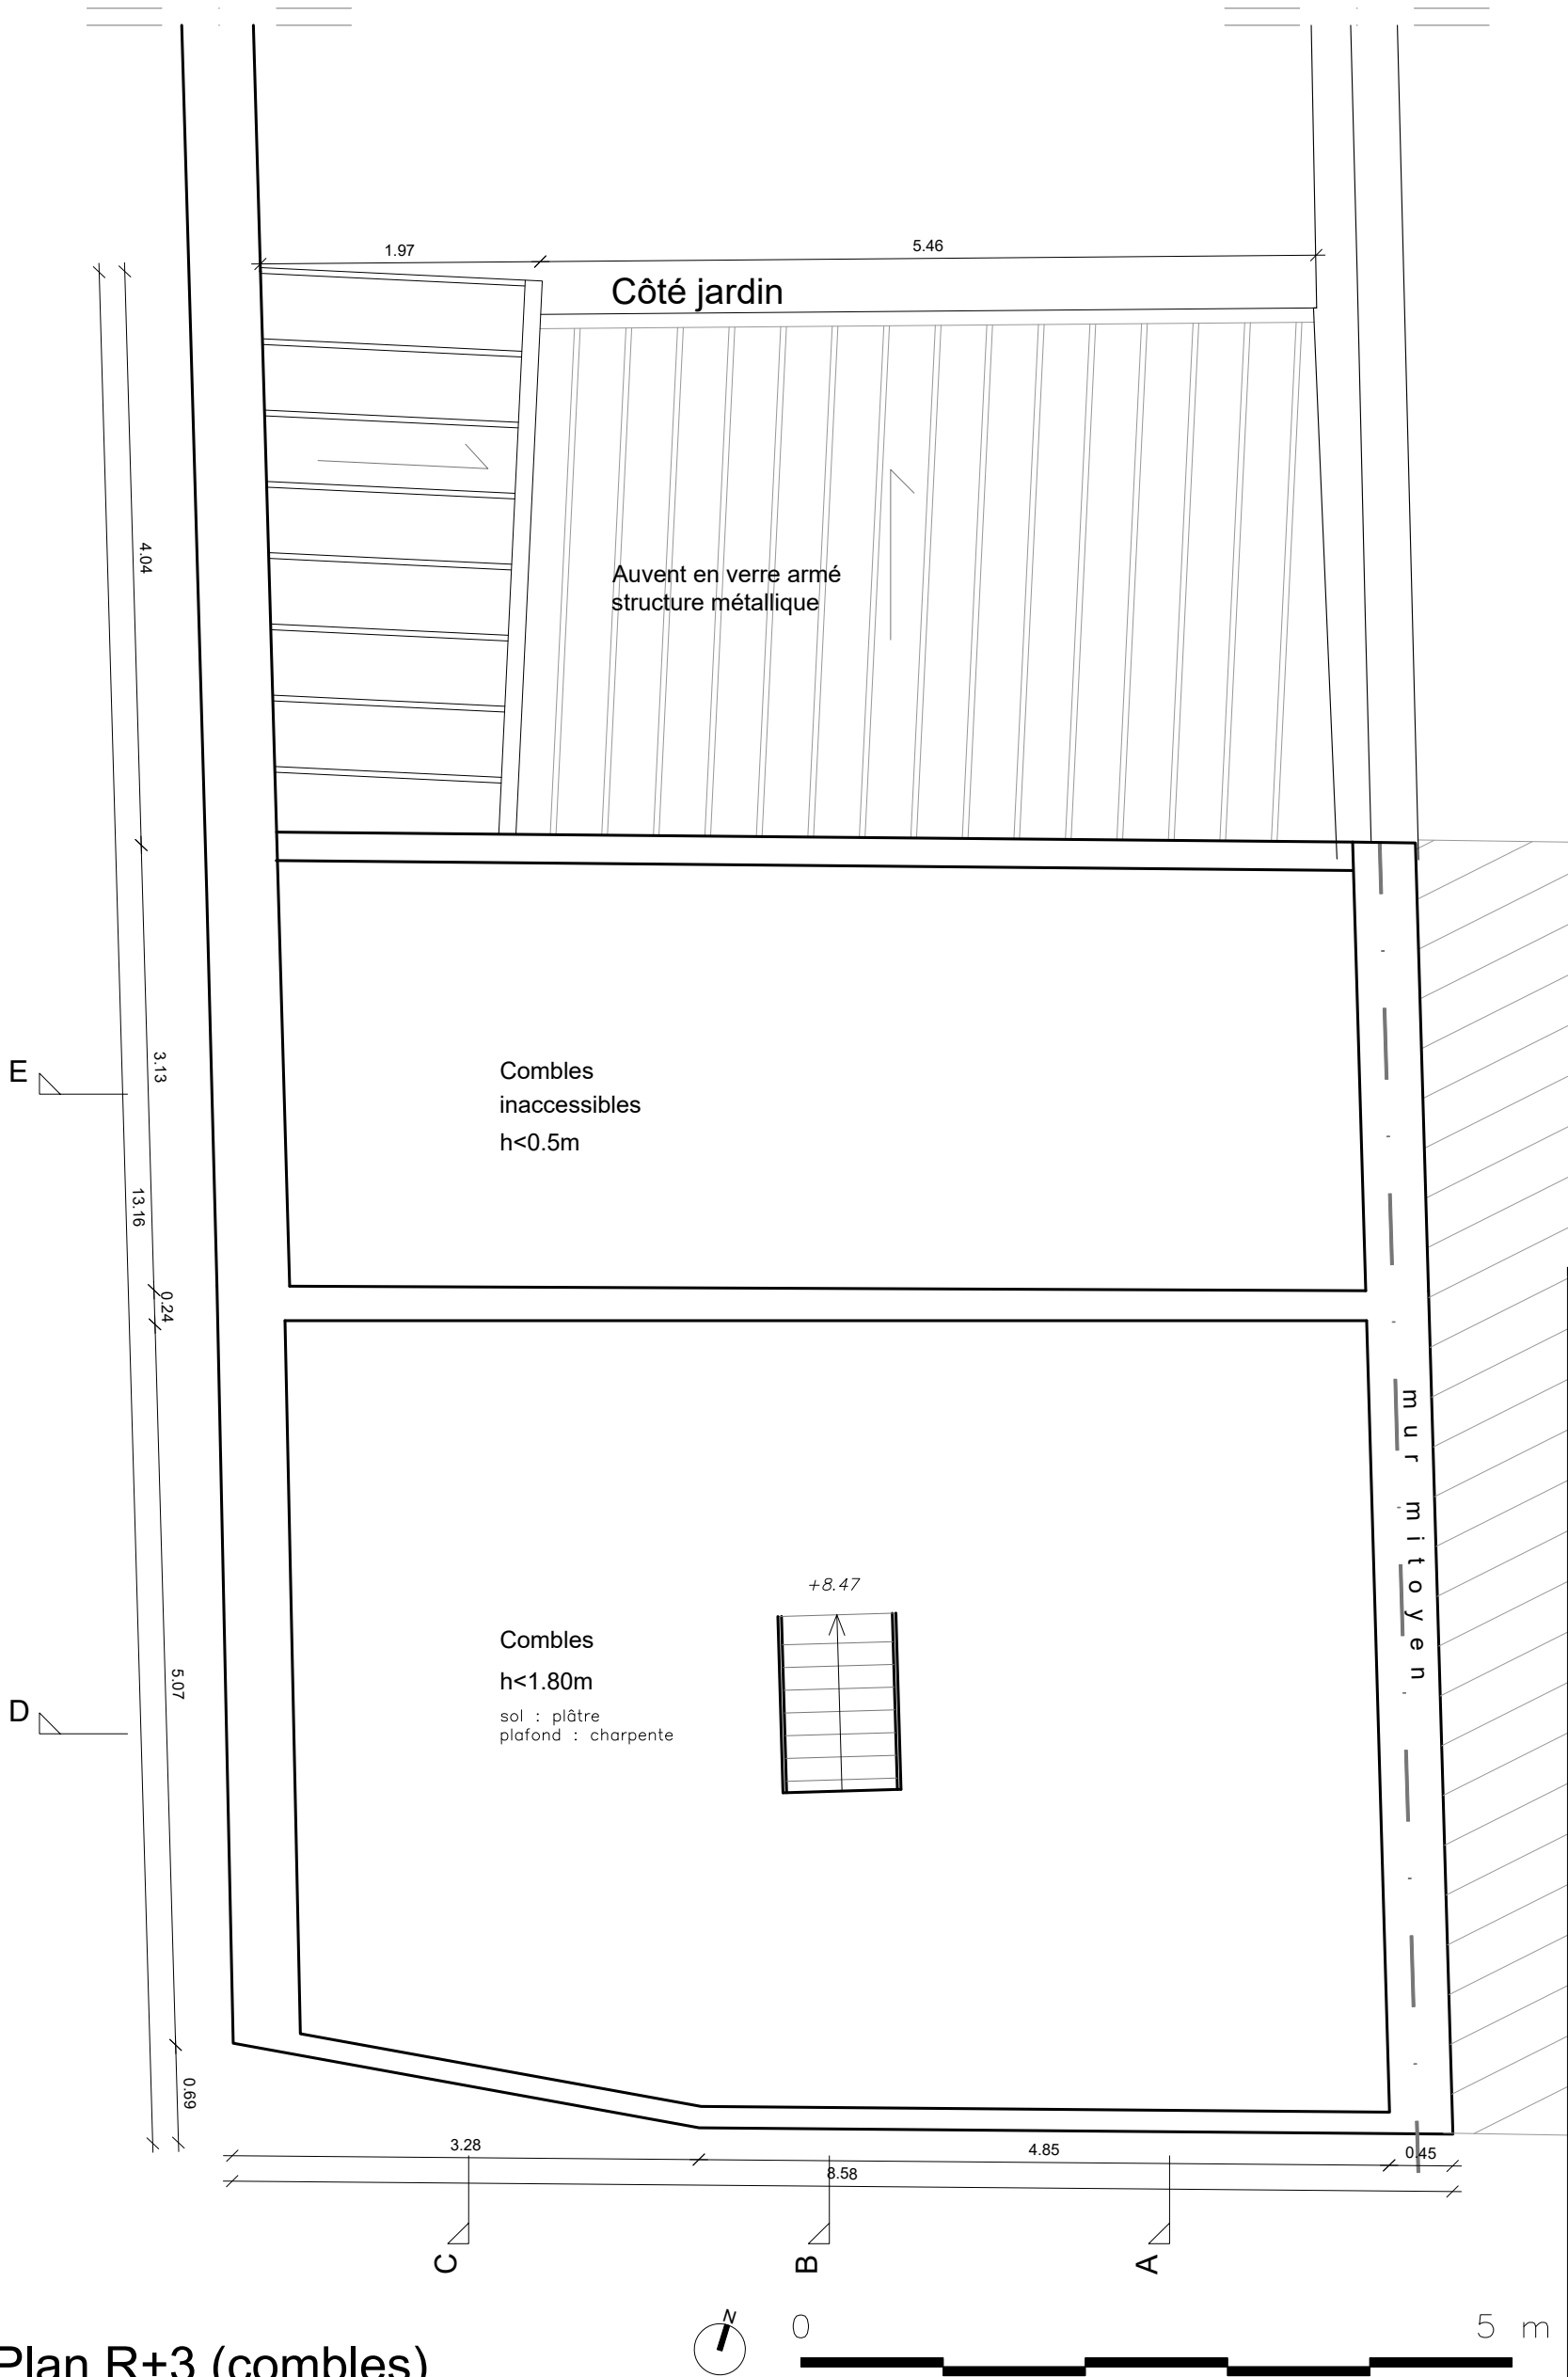 1.97
5.46
Côté jardin
4.04
Auvent en verre armé
structure métallique
3.13
E
Combles
inaccessibles
h<0.5m
13.16
0.24
mur mitoyen
+8.47
Combles
h<1.80m
sol : plâtre
plafond : charpente
5.07
D
0.69
3.28
4.85
0.45
8.58
C
B
A
N
0
5 m
Plan R+3 (combles)